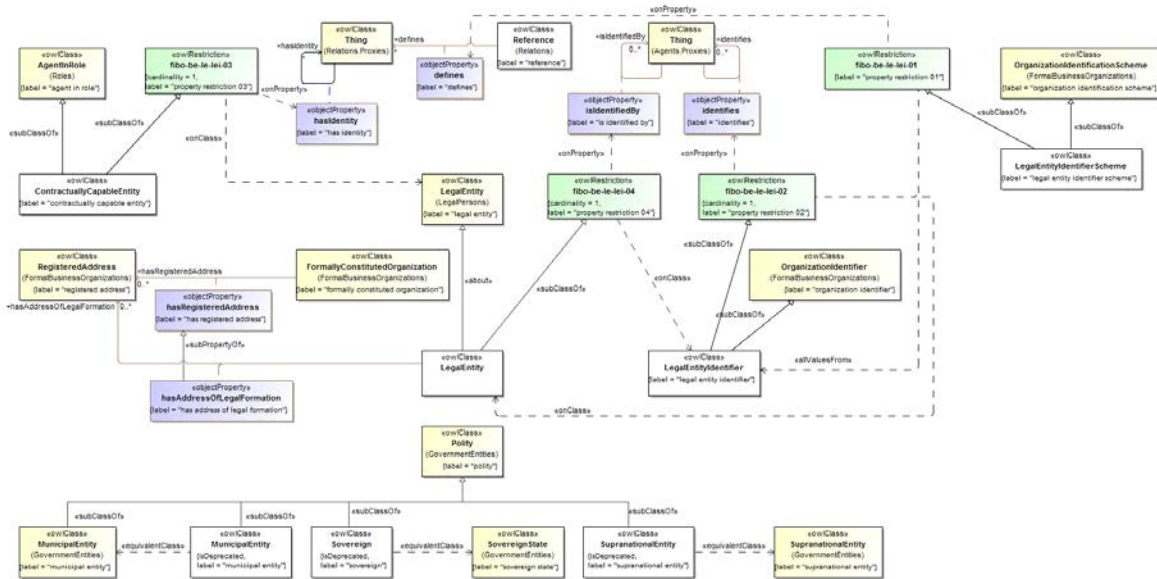 «onProperty»
«owlClass»
Thing
(Relations.Proxies)
+hasIdentity
*
+defines
*
«owlClass»
Reference
(Relations)
[label = "reference"]
«owlClass»
Thing
(Agents.Proxies)
+isIdentifiedBy
0..*
+identifies
0..*
«owlClass»
AgentInRole
(Roles)
[label = "agent in role"]
«owlRestriction»
fibo-be-le-lei-03
[cardinality = 1,
label = "property restriction 03"]
«onProperty»
«objectProperty»
hasIdentity
[label = "has identity"]
«objectProperty»
defines
[label = "defines"]
«objectProperty»
isIdentifiedBy
[label = "is identified by"]
«objectProperty»
identifies
[label = "identifies"]
«owlRestriction»
fibo-be-le-lei-01
[label = "property restriction 01"]
«owlClass»
OrganizationIdentificationScheme
(FormalBusinessOrganizations)
[label = "organization identification scheme"]
«subClassOf»
«subClassOf»
«onClass»
«onProperty»
«onProperty»
«subClassOf»
«subClassOf»
«owlClass»
ContractuallyCapableEntity
[label = "contractually capable entity"]
«owlClass»
LegalEntity
(LegalPersons)
[label = "legal entity"]
«owlRestriction»
fibo-be-le-lei-04
[cardinality = 1,
label = "property restriction 04"]
«owlRestriction»
fibo-be-le-lei-02
[cardinality = 1,
label = "property restriction 02"]
«owlClass»
LegalEntityIdentifierScheme
[label = "legal entity identifier scheme"]
«owlClass»
RegisteredAddress
(FormalBusinessOrganizations)
[label = "registered address"]
+hasRegisteredAddress
0..*
+hasAddressOfLegalFormation
0..*
«owlClass»
FormallyConstitutedOrganization
(FormalBusinessOrganizations)
[label = "formally constituted organization"]
«objectProperty»
hasRegisteredAddress
[label = "has registered address"]
«about»
«subClassOf»
«onClass»
«subClassOf»
«owlClass»
OrganizationIdentifier
(FormalBusinessOrganizations)
[label = "organization identifier"]
«subClassOf»
«subPropertyOf»
«objectProperty»
hasAddressOfLegalFormation
[label = "has address of legal formation"]
«owlClass»
LegalEntity
«owlClass»
LegalEntityIdentifier
[label = "legal entity identifier"]
«allValuesFrom»
«onClass»
«owlClass»
Polity
(GovernmentEntities)
[label = "polity"]
«subClassOf»
«subClassOf»
«subClassOf»
«subClassOf»
«owlClass»
MunicipalEntity
(GovernmentEntities)
[label = "municipal entity"]
«equivalentClass»
«owlClass»
MunicipalEntity
[isDeprecated,
label = "municipal entity"]
«owlClass»
Sovereign
[isDeprecated,
label = "sovereign"]
«equivalentClass»
«owlClass»
SovereignState
(GovernmentEntities)
[label = "sovereign state"]
«owlClass»
SupranationalEntity
[isDeprecated,
label = "supranational entity"]
«equivalentClass»
«owlClass»
SupranationalEntity
(GovernmentEntities)
[label = "supranational entity"]